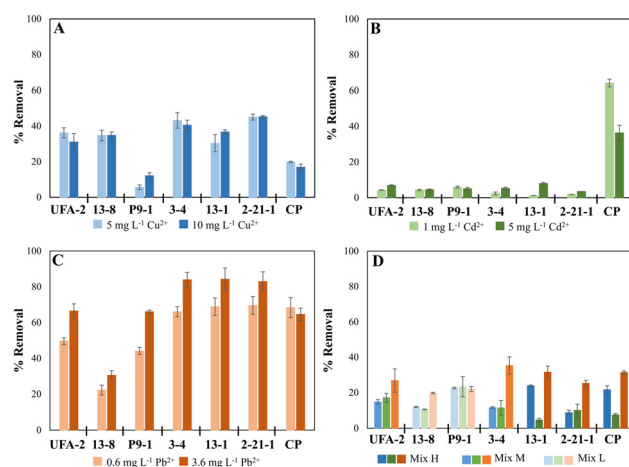 A
B
% Removal
100
80
60
40
20
0
UFA-2 13-8 P9-1 3-4 13-1 2-21-1 CP
5 mg L⁻¹ Cu²⁺ 10 mg L⁻¹ Cu²⁺
% Removal
100
80
60
40
20
0
UFA-2 13-8 P9-1 3-4 13-1 2-21-1 CP
1 mg L⁻¹ Cd²⁺ 5 mg L⁻¹ Cd²⁺
C
D
% Removal
100
80
60
40
20
0
UFA-2 13-8 P9-1 3-4 13-1 2-21-1 CP
0.6 mg L⁻¹ Pb²⁺ 3.6 mg L⁻¹ Pb²⁺
% Removal
100
80
60
40
20
0
UFA-2 13-8 P9-1 3-4 13-1 2-21-1 CP
Mix H Mix M Mix L